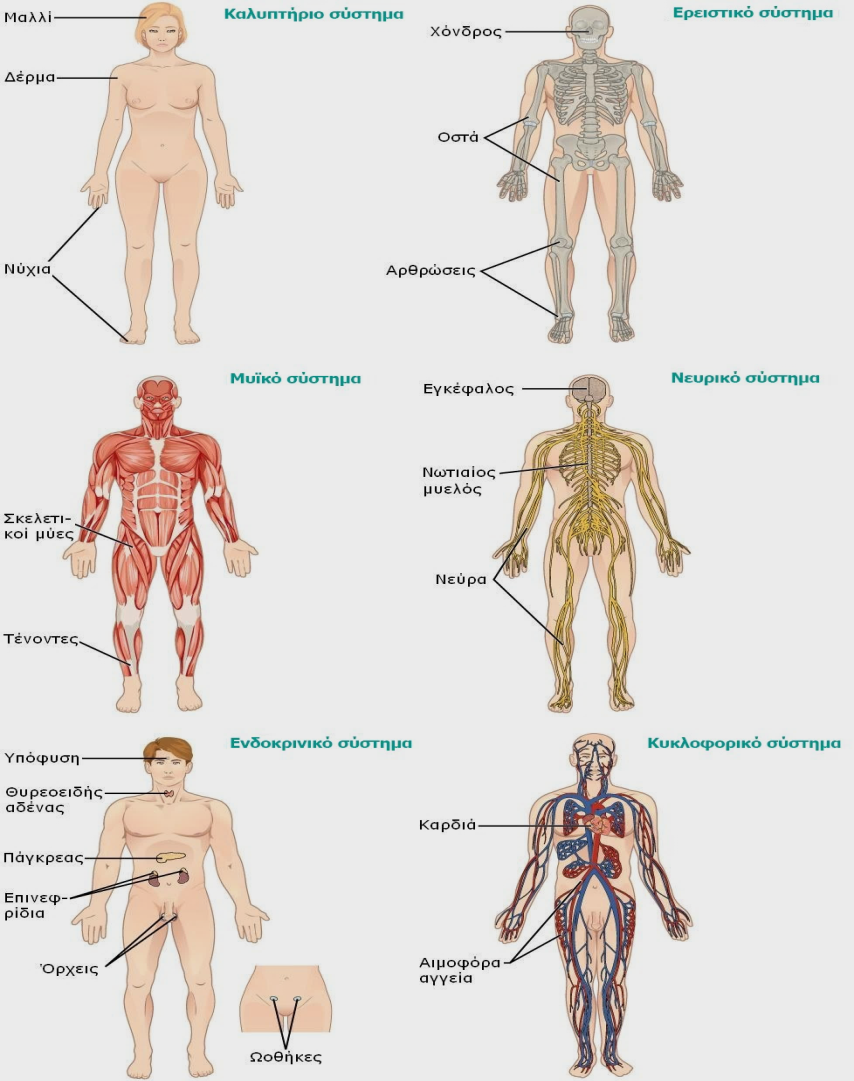 Καλυπτήριο σύστημα
Μαλλί
Δέρμα
Νύχια
Ερειστικό σύστημα
Χόνδρος
Οστά
Αρθρώσεις
Μυϊκό σύστημα
Σκελετι-
κοί μύες
Τένοντες
Νευρικό σύστημα
Εγκέφαλος
Νωτιαίος
μυελός
Νεύρα
Ενδοκρινικό σύστημα
Υπόφυση
Θυρεοειδής
αδένας
Πάγκρεας
Επινεφ-
ρίδια
Όρχεις
Ωοθήκες
Κυκλοφορικό σύστημα
Καρδιά
Αιμοφόρα
αγγεία